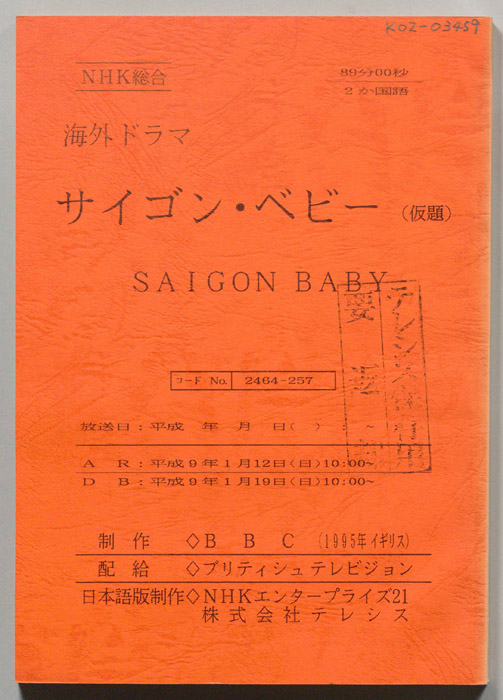 K02-03459
NHK総合
89分00秒
2か国語
海外ドラマ
サイゴン・ベビー (仮題)
SAIGON BABY
コード No. 2464-257
放送日:平成 年 月 日( ) : ~ :
A R:平成9年1月12日(日)10:00~
D B:平成9年1月19日(日)10:00~
制作◇BBC(1995年イギリス)
配給◇ブリティシュテレビジョン
日本語版制作◇NHKエンタープライズ21
株式会社テレシス